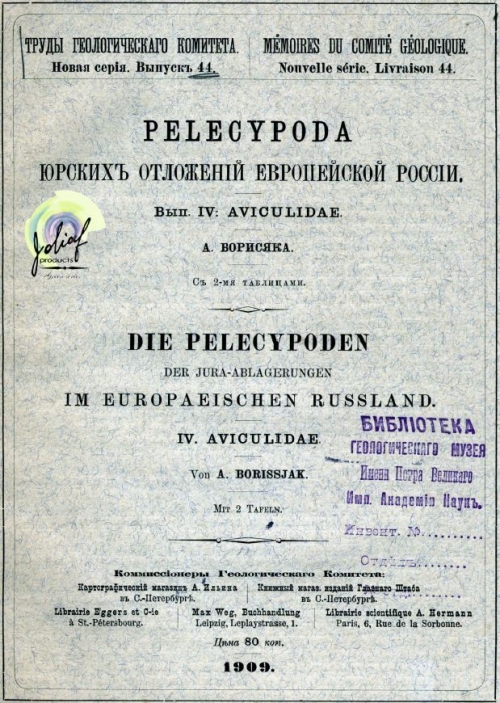 ТРУДЫ ГЕОЛОГИЧЕСКАГО КОМИТЕТА.
Новая серія. Выпускъ 44.
MÉMOIRES DU COMITÉ GÉOLOGIQUE.
Nouvelle série. Livraison 44.
PELECYPODA
ЮРСКИХЪ ОТЛОЖЕНІЙ ЕВРОПЕЙСКОЙ РОССІИ.
Вып. IV: AVICULIDAE.
А. БОРИСЯКА.
Съ 2-мя таблицами.
Joliaf
products
DIE PELECYPODEN
DER JURA-ABLAGERUNGEN
IM EUROPAEISCHEN RUSSLAND.
IV. AVICULIDAE.
Von A. BORISSJAK.
Mit 2 Tafeln.
БИБЛІОТЕКА
ГЕОЛОГИЧЕСКАГО МУЗЕЯ
Имени Петра Великаго
Имп. Академіи Наукъ.
Инвент. №
Отдѣлъ
Коммиссіонеры Геологическаго Комитета:
Картографическій магазинъ А. Ильина
въ С.-Петербургѣ.
Книжный магаз. изданій Главнаго Штаба
въ С.-Петербургѣ.
Librairie Eggers et C-ie
à St.-Pétersbourg.
Max Weg, Buchhandlung
Leipzig, Leplaystrasse, 1.
Librairie scientifique A. Hermann
Paris, 6, Rue de la Sorbonne.
Цѣна 80 коп.
1909.